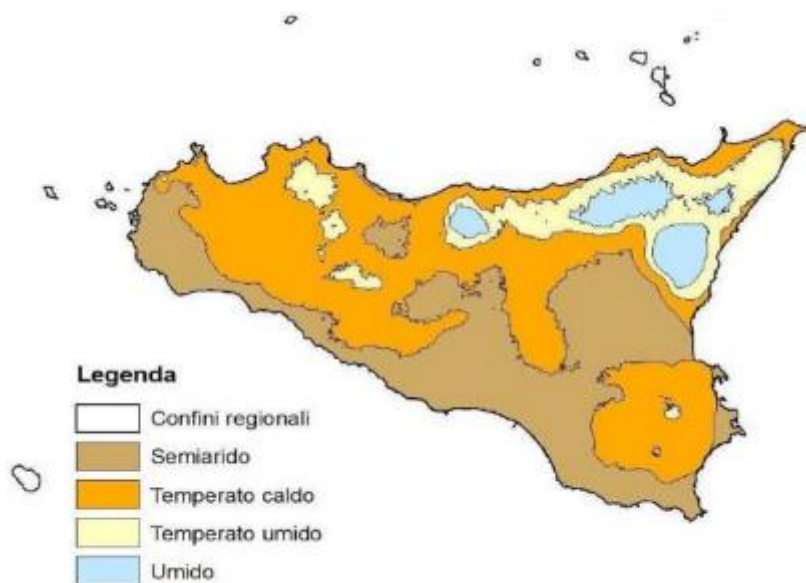 Legenda
Confini regionali
Semiarido
Temperato caldo
Temperato umido
Umido